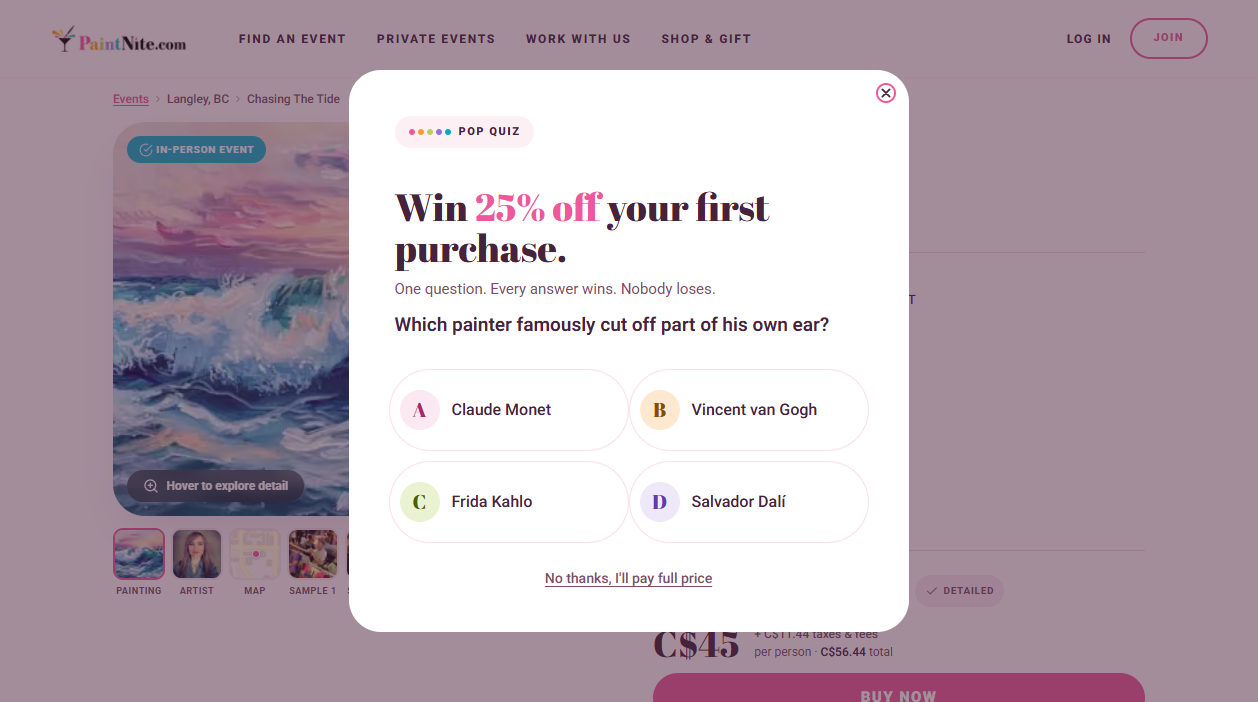 PaintNite.com
FIND AN EVENT
PRIVATE EVENTS
WORK WITH US
SHOP & GIFT
LOG IN
JOIN
Events > Langley, BC > Chasing The Tide
IN-PERSON EVENT
POP QUIZ
Win 25% off your first
purchase.
One question. Every answer wins. Nobody loses.
Which painter famously cut off part of his own ear?
A Claude Monet
B Vincent van Gogh
C Frida Kahlo
D Salvador Dalí
No thanks, I'll pay full price
Hover to explore detail
PAINTING
ARTIST
MAP
SAMPLE 1
T
DETAILED
C$45
+ C$11.44 taxes & fees
per person · C$56.44 total
BUY NOW